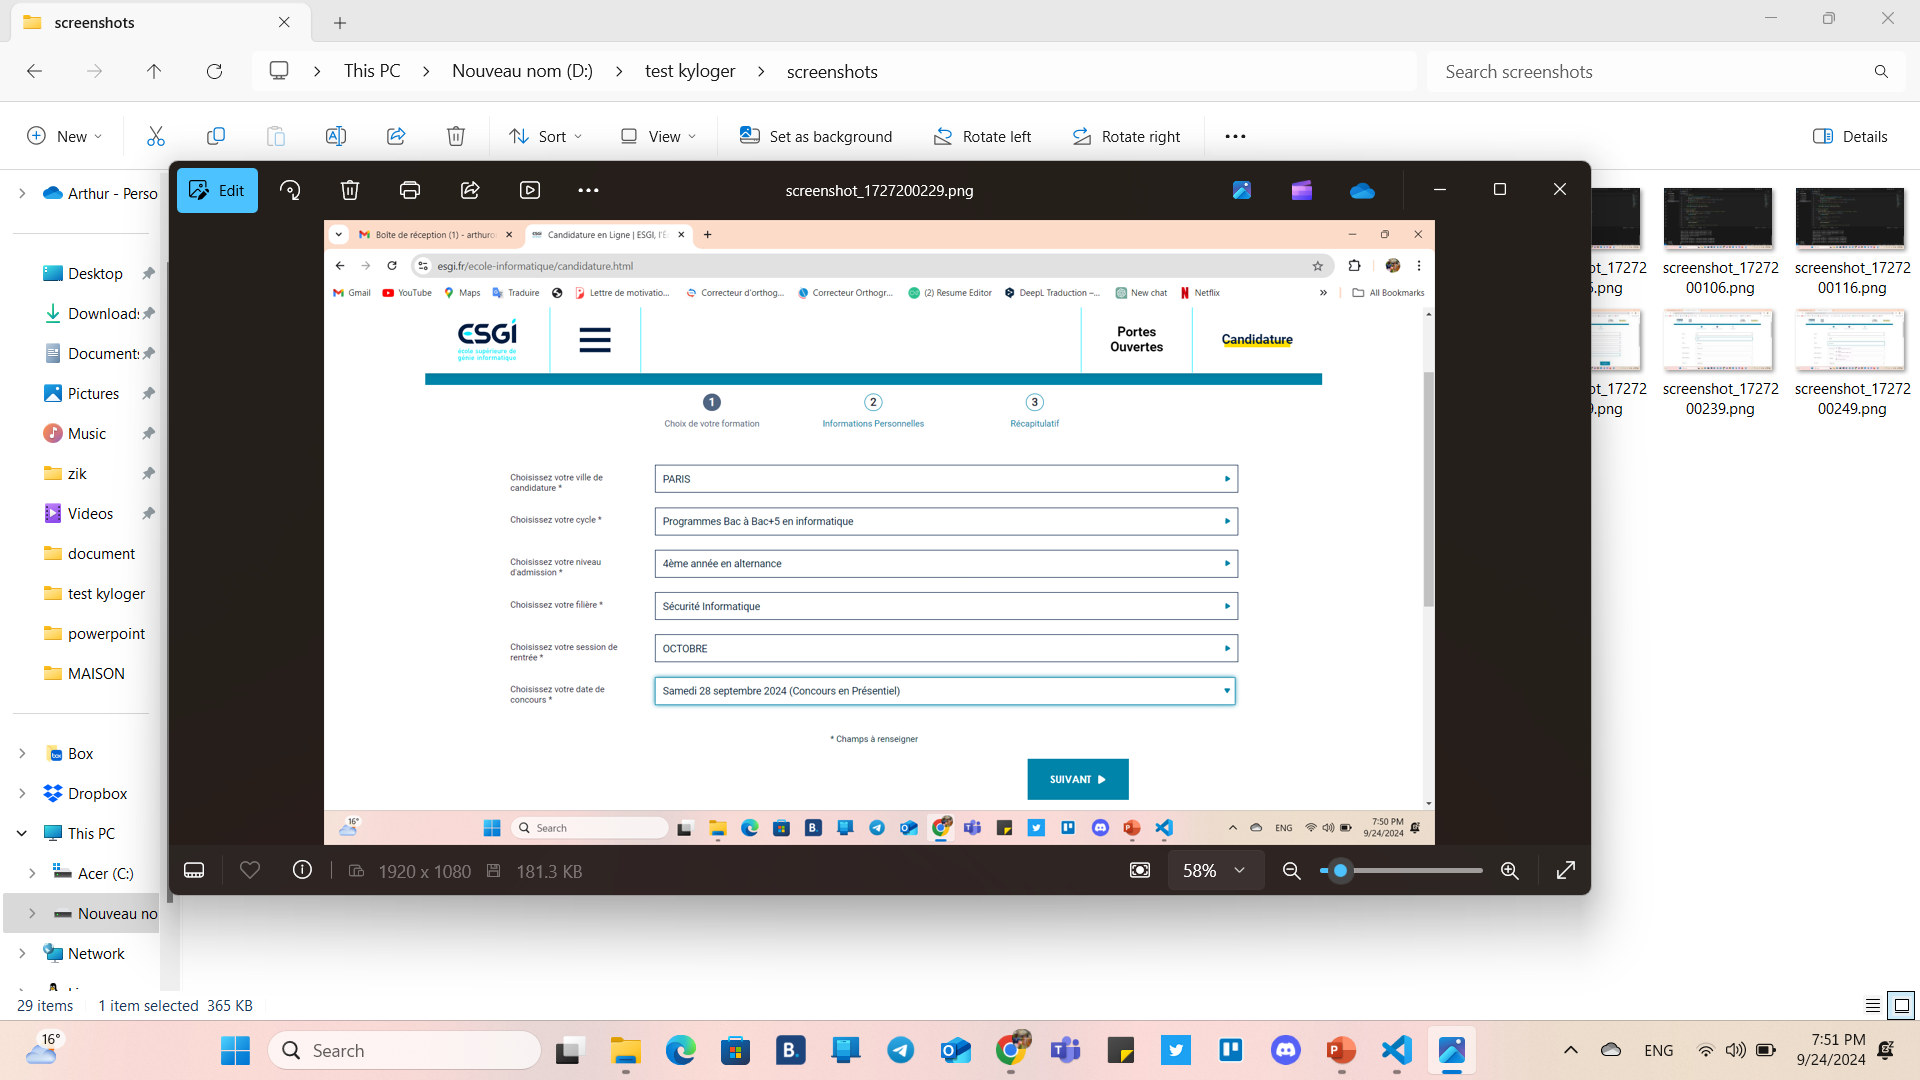 screenshots
This PC
Nouveau nom (D:)
test kyloger
screenshots
Search screenshots
New
Sort
View
Set as background
Rotate left
Rotate right
Details
Arthur - Perso
Desktop
Downloads
Documents
Pictures
Music
zik
Videos
document
test kyloger
powerpoint
MAISON
Box
Dropbox
This PC
Acer (C:)
Nouveau no
Network
29 items
1 item selected 365 KB
Edit
screenshot_1727200229.png
Boîte de réception (1) - arthuro
Candidature en Ligne | ESGI, l'É
esgi.fr/ecole-informatique/candidature.html
Gmail
YouTube
Maps
Traduire
Lettre de motivatio...
Correcteur d'orthog...
Correcteur Orthogr...
(2) Resume Editor
DeepL Traduction –...
New chat
Netflix
All Bookmarks
ESGI
école supérieure de
génie informatique
Portes
Ouvertes
Candidature
1
Choix de votre formation
2
Informations Personnelles
3
Récapitulatif
Choisissez votre ville de
candidature *
PARIS
Choisissez votre cycle *
Programmes Bac à Bac+5 en informatique
Choisissez votre niveau
d'admission *
4ème année en alternance
Choisissez votre filière *
Sécurité Informatique
Choisissez votre session de
rentrée *
OCTOBRE
Choisissez votre date de
concours *
Samedi 28 septembre 2024 (Concours en Présentiel)
* Champs à renseigner
SUIVANT
16°
Search
ENG
7:50 PM
9/24/2024
1920 x 1080
181.3 KB
58%
ot_17272
.png
screenshot_17272
00106.png
screenshot_17272
00116.png
ot_17272
9.png
screenshot_17272
00239.png
screenshot_17272
00249.png
16°
Search
ENG
7:51 PM
9/24/2024